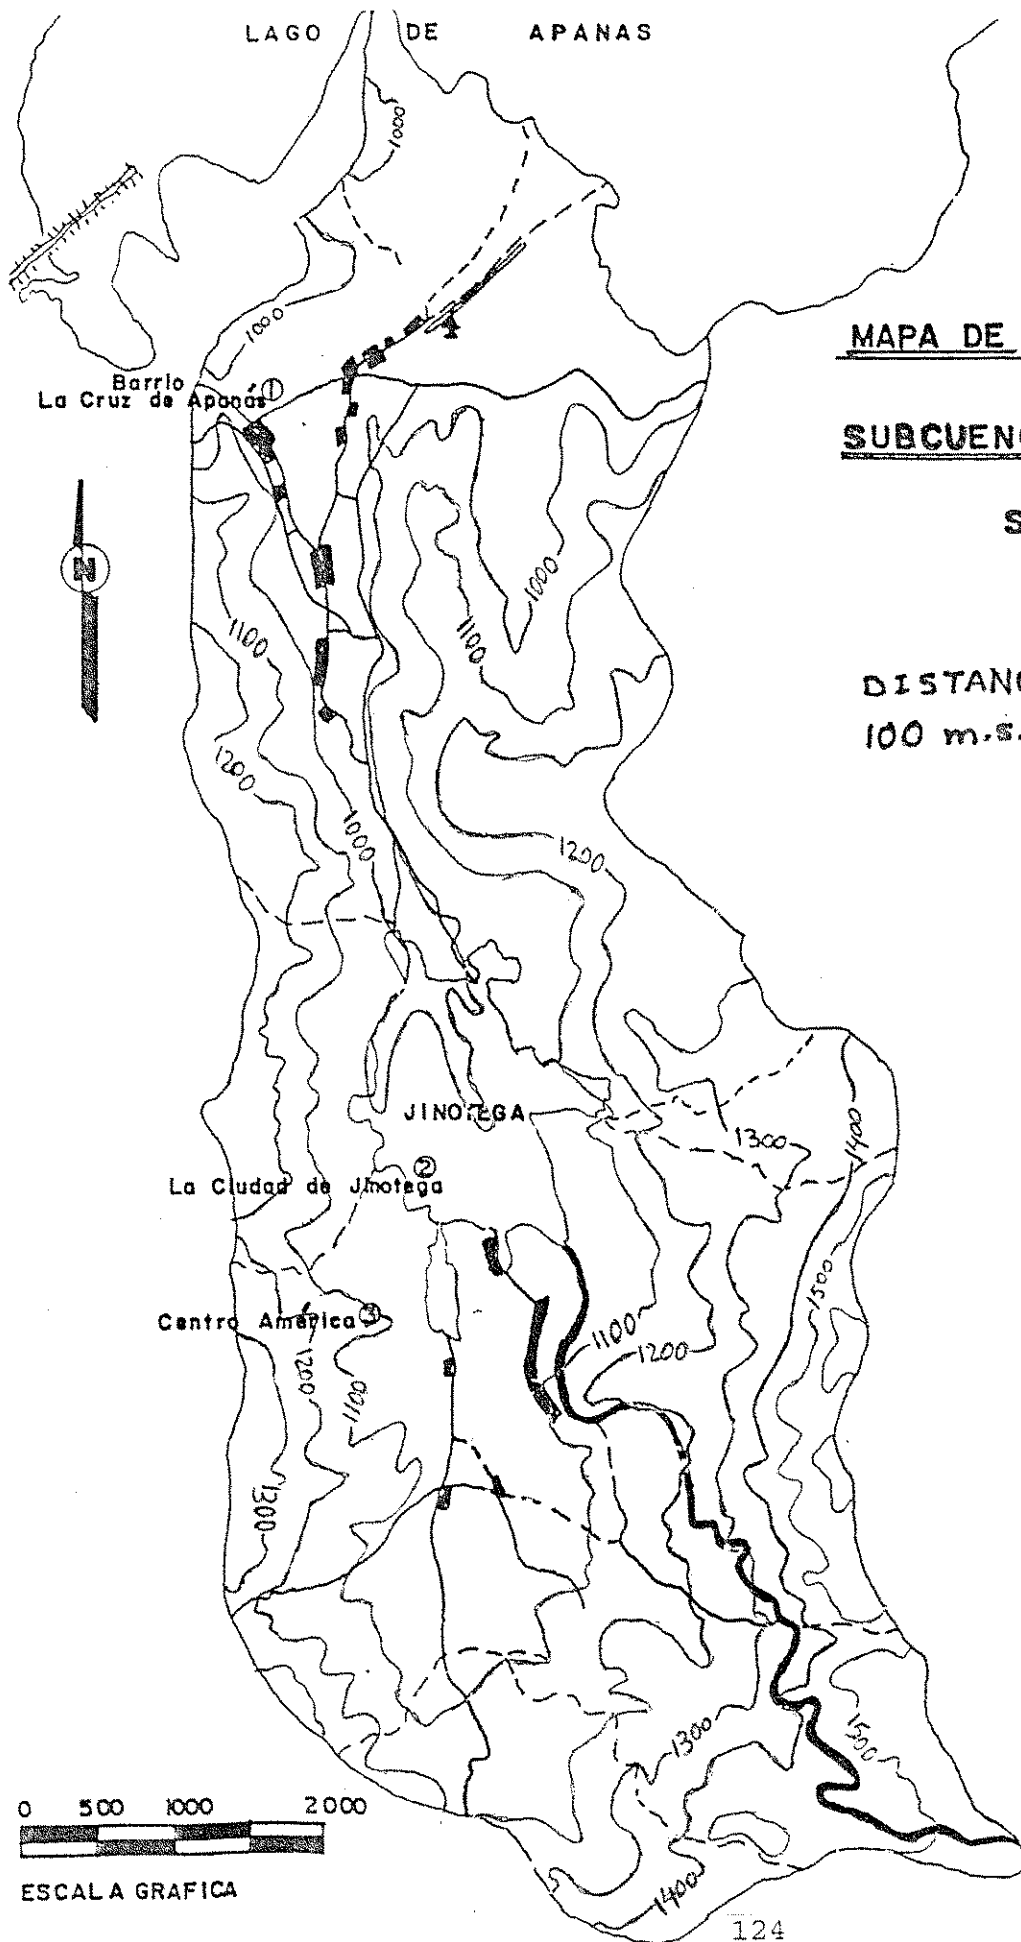 LAGO DE APANAS
1000
1000
MAPA DE
Barrio
La Cruz de Apanás ①
SUBCUENC
S
N
1000
1100
1100
DISTANC
100 m.s.
1200
1000
1200
JINOTEGA
1300
1400
②
La Ciudad de Jinotega
1500
Centro América ③
1100
1200
1200
1100
1300
1300
1500
0 500 1000 2000
ESCALA GRAFICA
1400
124